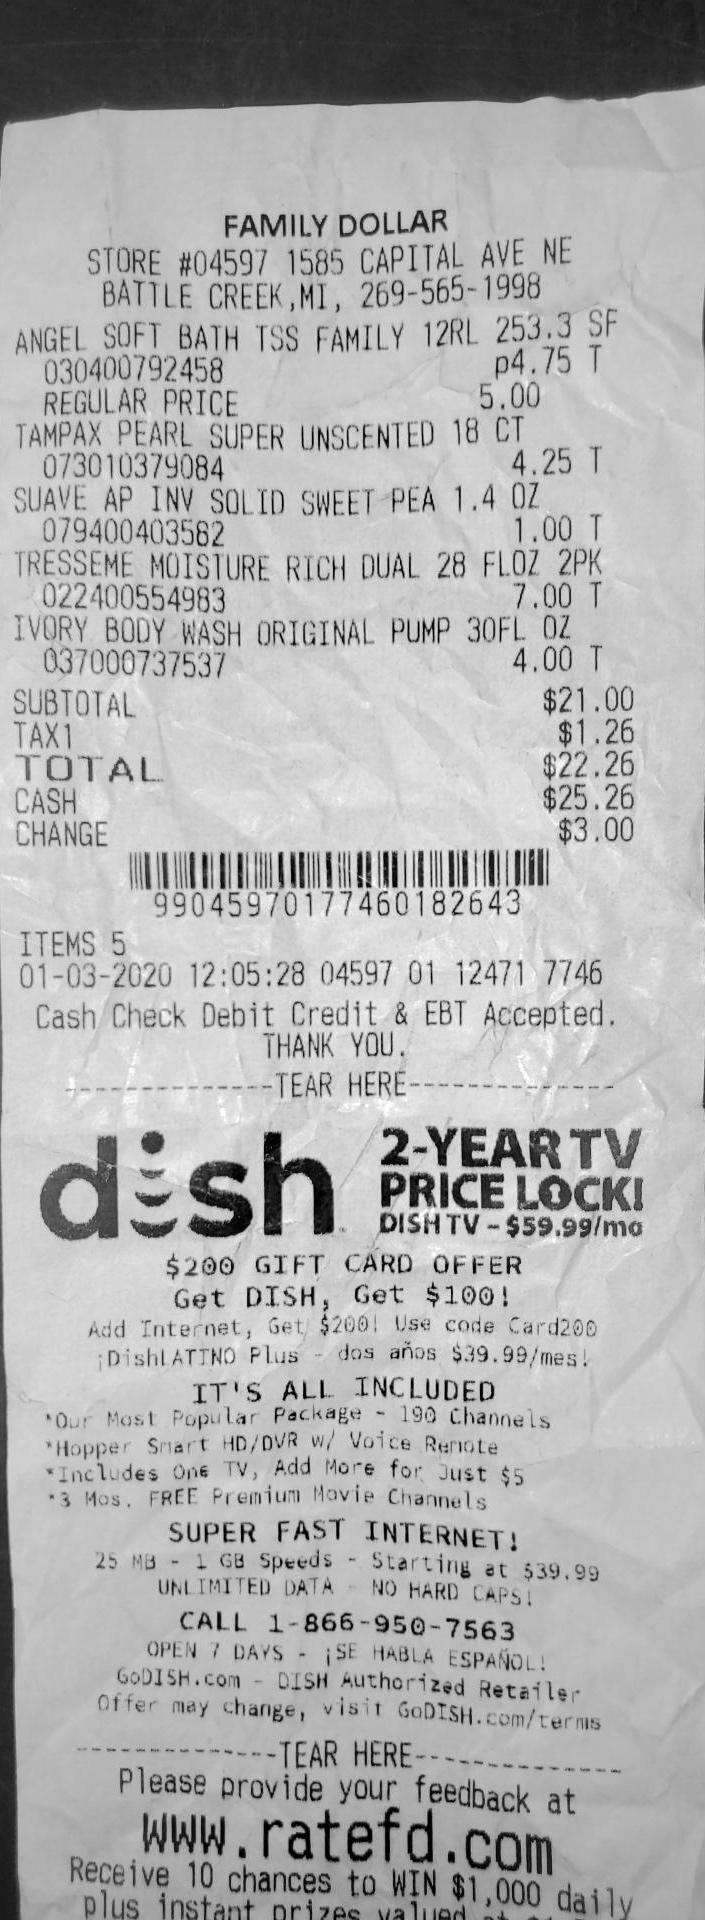 FAMILY DOLLAR
STORE #04597 1585 CAPITAL AVE NE
BATTLE CREEK,MI, 269-565-1998
ANGEL SOFT BATH TSS FAMILY 12RL 253.3 SF
030400792458 p4.75 T
REGULAR PRICE 5.00
TAMPAX PEARL SUPER UNSCENTED 18 CT
073010379084 4.25 T
SUAVE AP INV SOLID SWEET PEA 1.4 OZ
079400403582 1.00 T
TRESSEME MOISTURE RICH DUAL 28 FLOZ 2PK
022400554983 7.00 T
IVORY BODY WASH ORIGINAL PUMP 30FL OZ
037000737537 4.00 T
SUBTOTAL $21.00
TAX1 $1.26
TOTAL $22.26
CASH $25.26
CHANGE $3.00
99045970177460182643
ITEMS 5
01-03-2020 12:05:28 04597 01 12471 7746
Cash Check Debit Credit & EBT Accepted.
THANK YOU.
--------------TEAR HERE--------------
dish 2-YEAR TV
PRICE LOCK!
DISH TV - $59.99/mo
$200 GIFT CARD OFFER
Get DISH, Get $100!
Add Internet, Get $200! Use code Card200
¡DishLATINO Plus - dos años $39.99/mes!
IT'S ALL INCLUDED
*Our Most Popular Package - 190 Channels
*Hopper Smart HD/DVR w/ Voice Remote
*Includes One TV, Add More for Just $5
*3 Mos. FREE Premium Movie Channels
SUPER FAST INTERNET!
25 MB - 1 GB Speeds - Starting at $39.99
UNLIMITED DATA - NO HARD CAPS!
CALL 1-866-950-7563
OPEN 7 DAYS - ¡SE HABLA ESPAÑOL!
GoDISH.com - DISH Authorized Retailer
Offer may change, visit GoDISH.com/terms
--------------TEAR HERE--------------
Please provide your feedback at
www.ratefd.com
Receive 10 chances to WIN $1,000 daily
plus instant prizes valued at